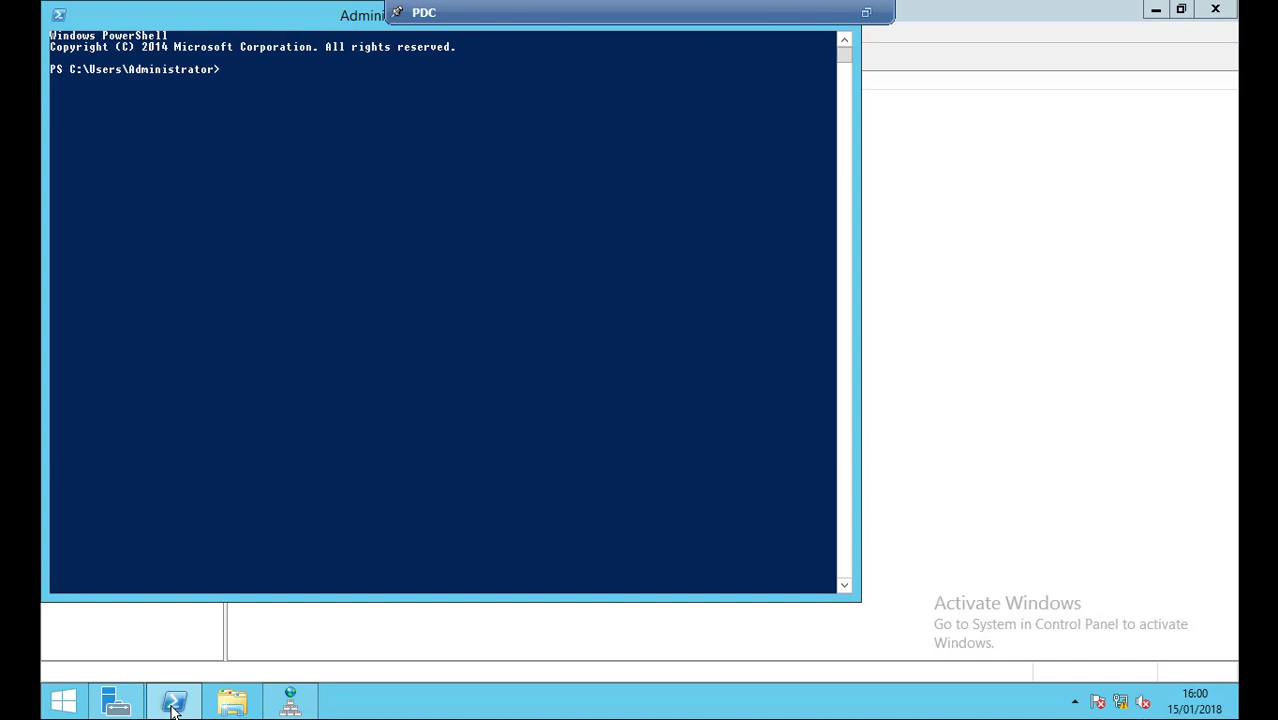 Admini
PDC
Windows PowerShell
Copyright (C) 2014 Microsoft Corporation. All rights reserved.
PS C:\Users\Administrator>
Activate Windows
Go to System in Control Panel to activate
Windows.
16:00
15/01/2018